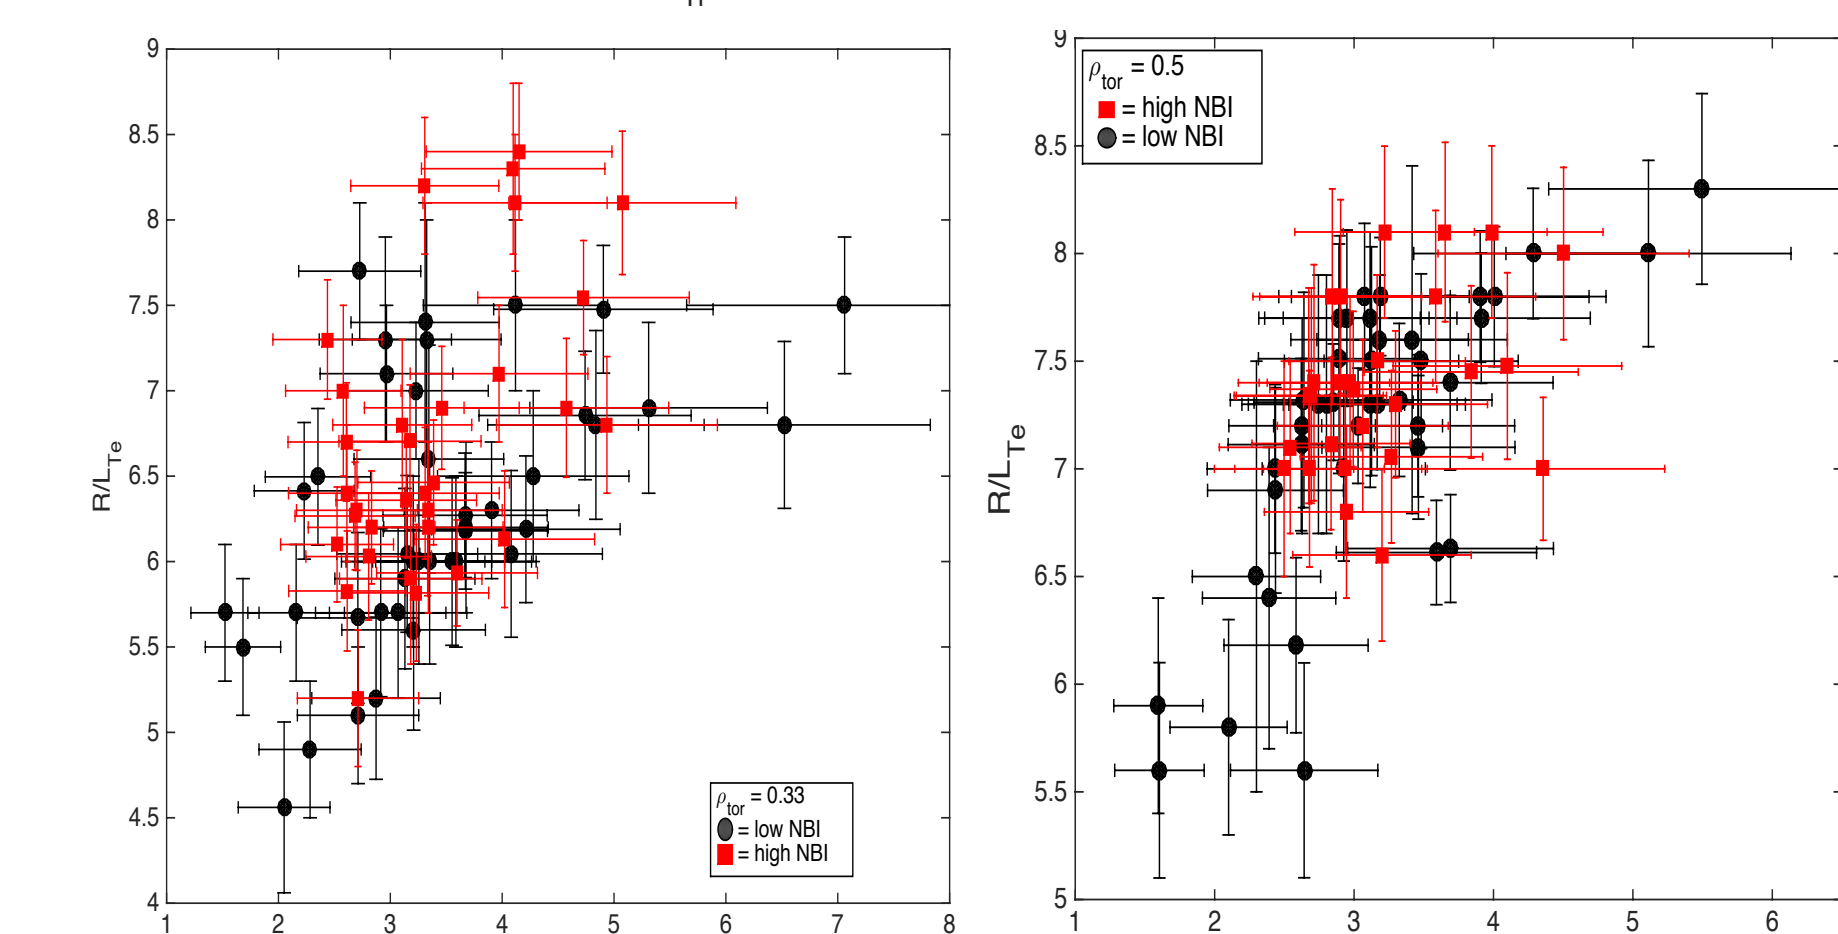 9
8.5
8
7.5
7
6.5
6
5.5
5
4.5
4
1 2 3 4 5 6 7 8
R/L_Te
ρ_tor = 0.33
= low NBI
= high NBI
9
8.5
8
7.5
7
6.5
6
5.5
5
1 2 3 4 5 6
R/L_Te
ρ_tor = 0.5
= high NBI
= low NBI